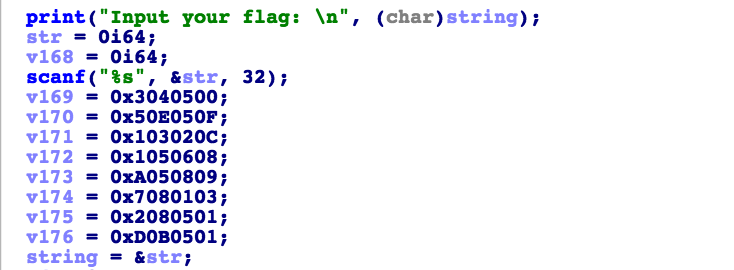 print("Input your flag: \n", (char)string);
str = 0i64;
v168 = 0i64;
scanf("%s", &str, 32);
v169 = 0x3040500;
v170 = 0x50E050F;
v171 = 0x103020C;
v172 = 0x1050608;
v173 = 0xA050809;
v174 = 0x7080103;
v175 = 0x2080501;
v176 = 0xD0B0501;
string = &str;